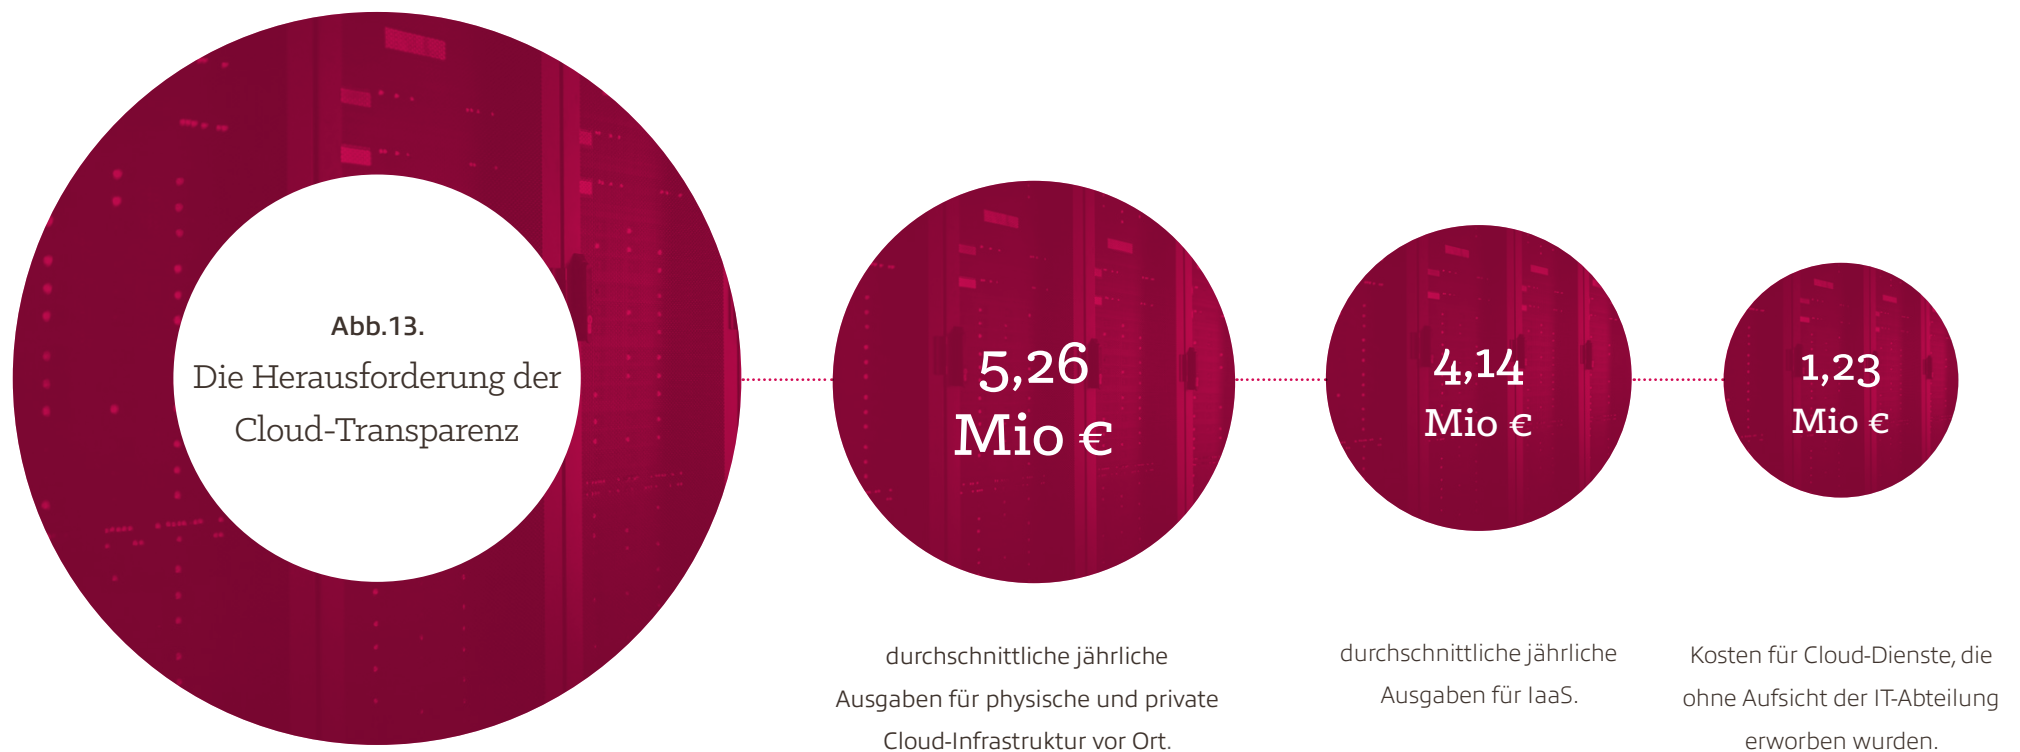 Abb.13.
Die Herausforderung der
Cloud-Transparenz
5,26
Mio €
durchschnittliche jährliche
Ausgaben für physische und private
Cloud-Infrastruktur vor Ort.
4,14
Mio €
durchschnittliche jährliche
Ausgaben für IaaS.
1,23
Mio €
Kosten für Cloud-Dienste, die
ohne Aufsicht der IT-Abteilung
erworben wurden.